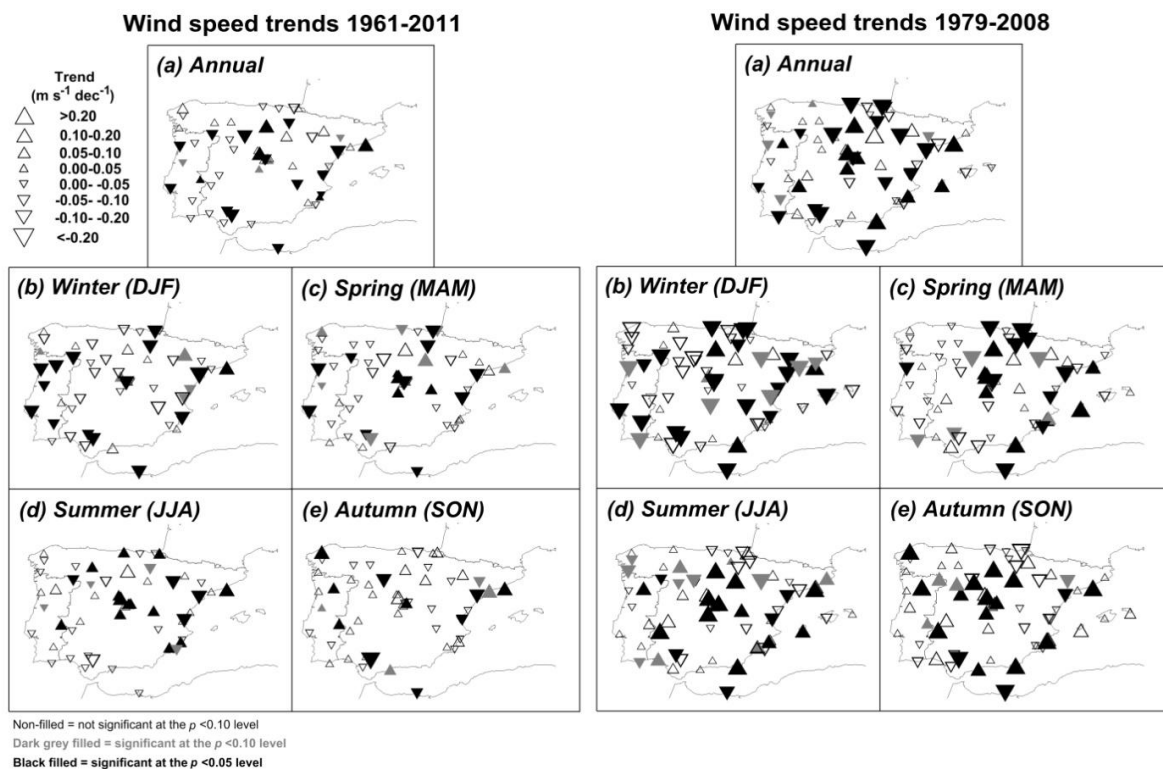 Wind speed trends 1961-2011
Wind speed trends 1979-2008
Trend
(m s⁻¹ dec⁻¹)
>0.20
0.10-0.20
0.05-0.10
0.00-0.05
0.00- -0.05
-0.05- -0.10
-0.10- -0.20
<-0.20
(a) Annual
(a) Annual
(b) Winter (DJF)
(c) Spring (MAM)
(b) Winter (DJF)
(c) Spring (MAM)
(d) Summer (JJA)
(e) Autumn (SON)
(d) Summer (JJA)
(e) Autumn (SON)
Non-filled = not significant at the p <0.10 level
Dark grey filled = significant at the p <0.10 level
Black filled = significant at the p <0.05 level